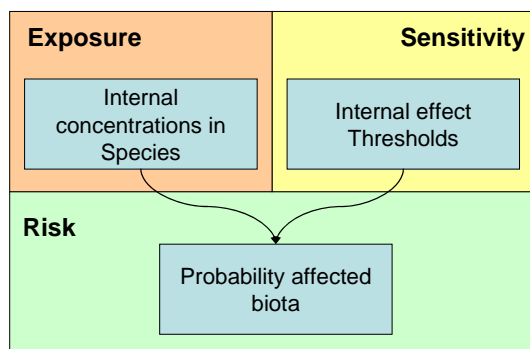 Exposure
Internal
concentrations in
Species
Sensitivity
Internal effect
Thresholds
Risk
Probability affected
biota